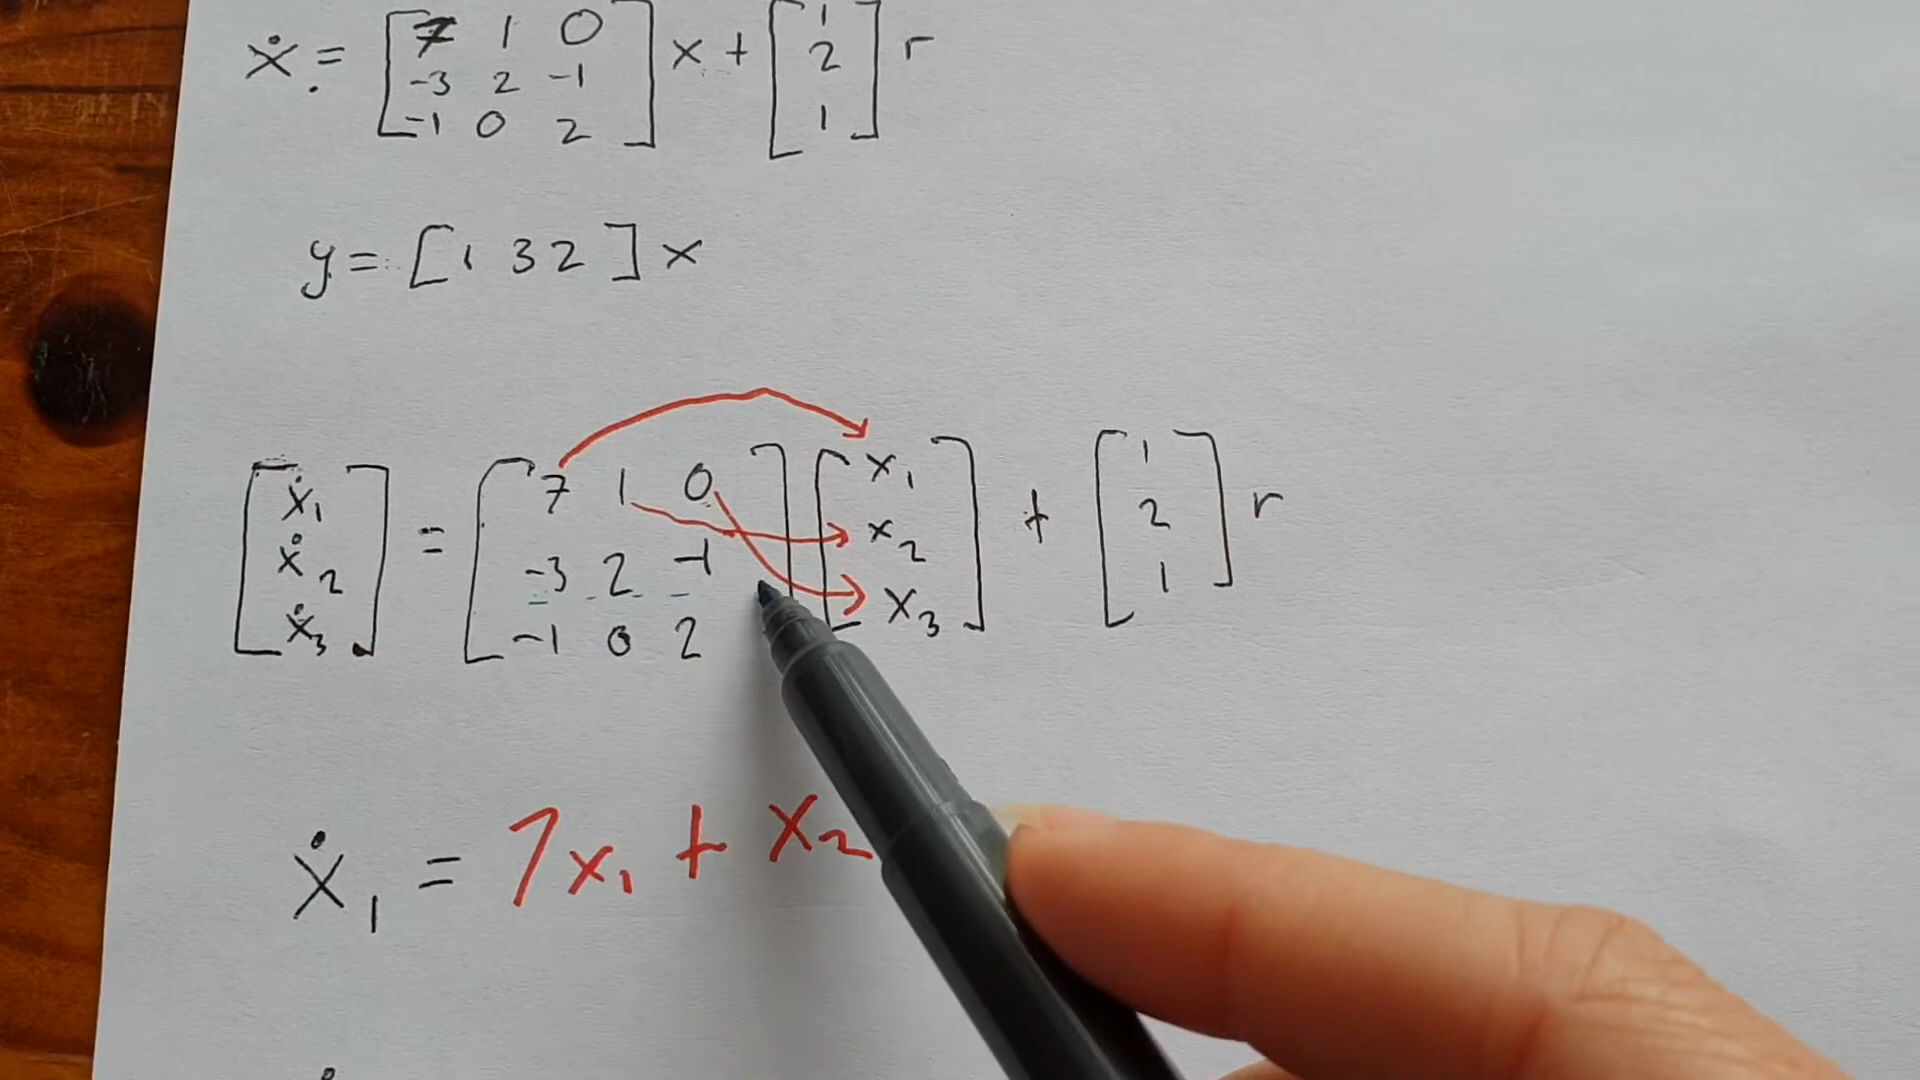 ẋ = [ 7 1 0 ] x + [ 1 ] r
-3 2 -1 2
-1 0 2 1
y = [ 1 3 2 ] x
[ ẋ₁ ] = [ 7 1 0 ] [ x₁ ] + [ 1 ] r
ẋ₂ -3 2 -1 x₂ 2
ẋ₃ -1 0 2 x₃ 1
ẋ₁ = 7x₁ + x₂